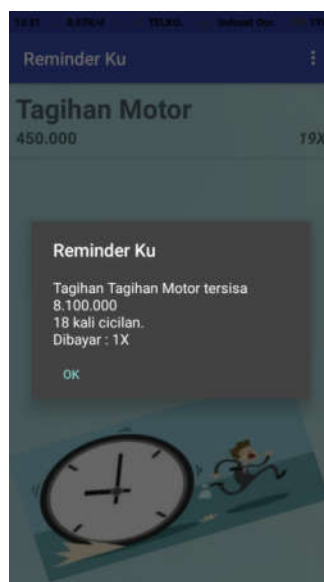 Reminder Ku
Tagihan Motor
450.000
19X
Reminder Ku
Tagihan Tagihan Motor tersisa
8.100.000
18 kali cicilan.
Dibayar : 1X
OK